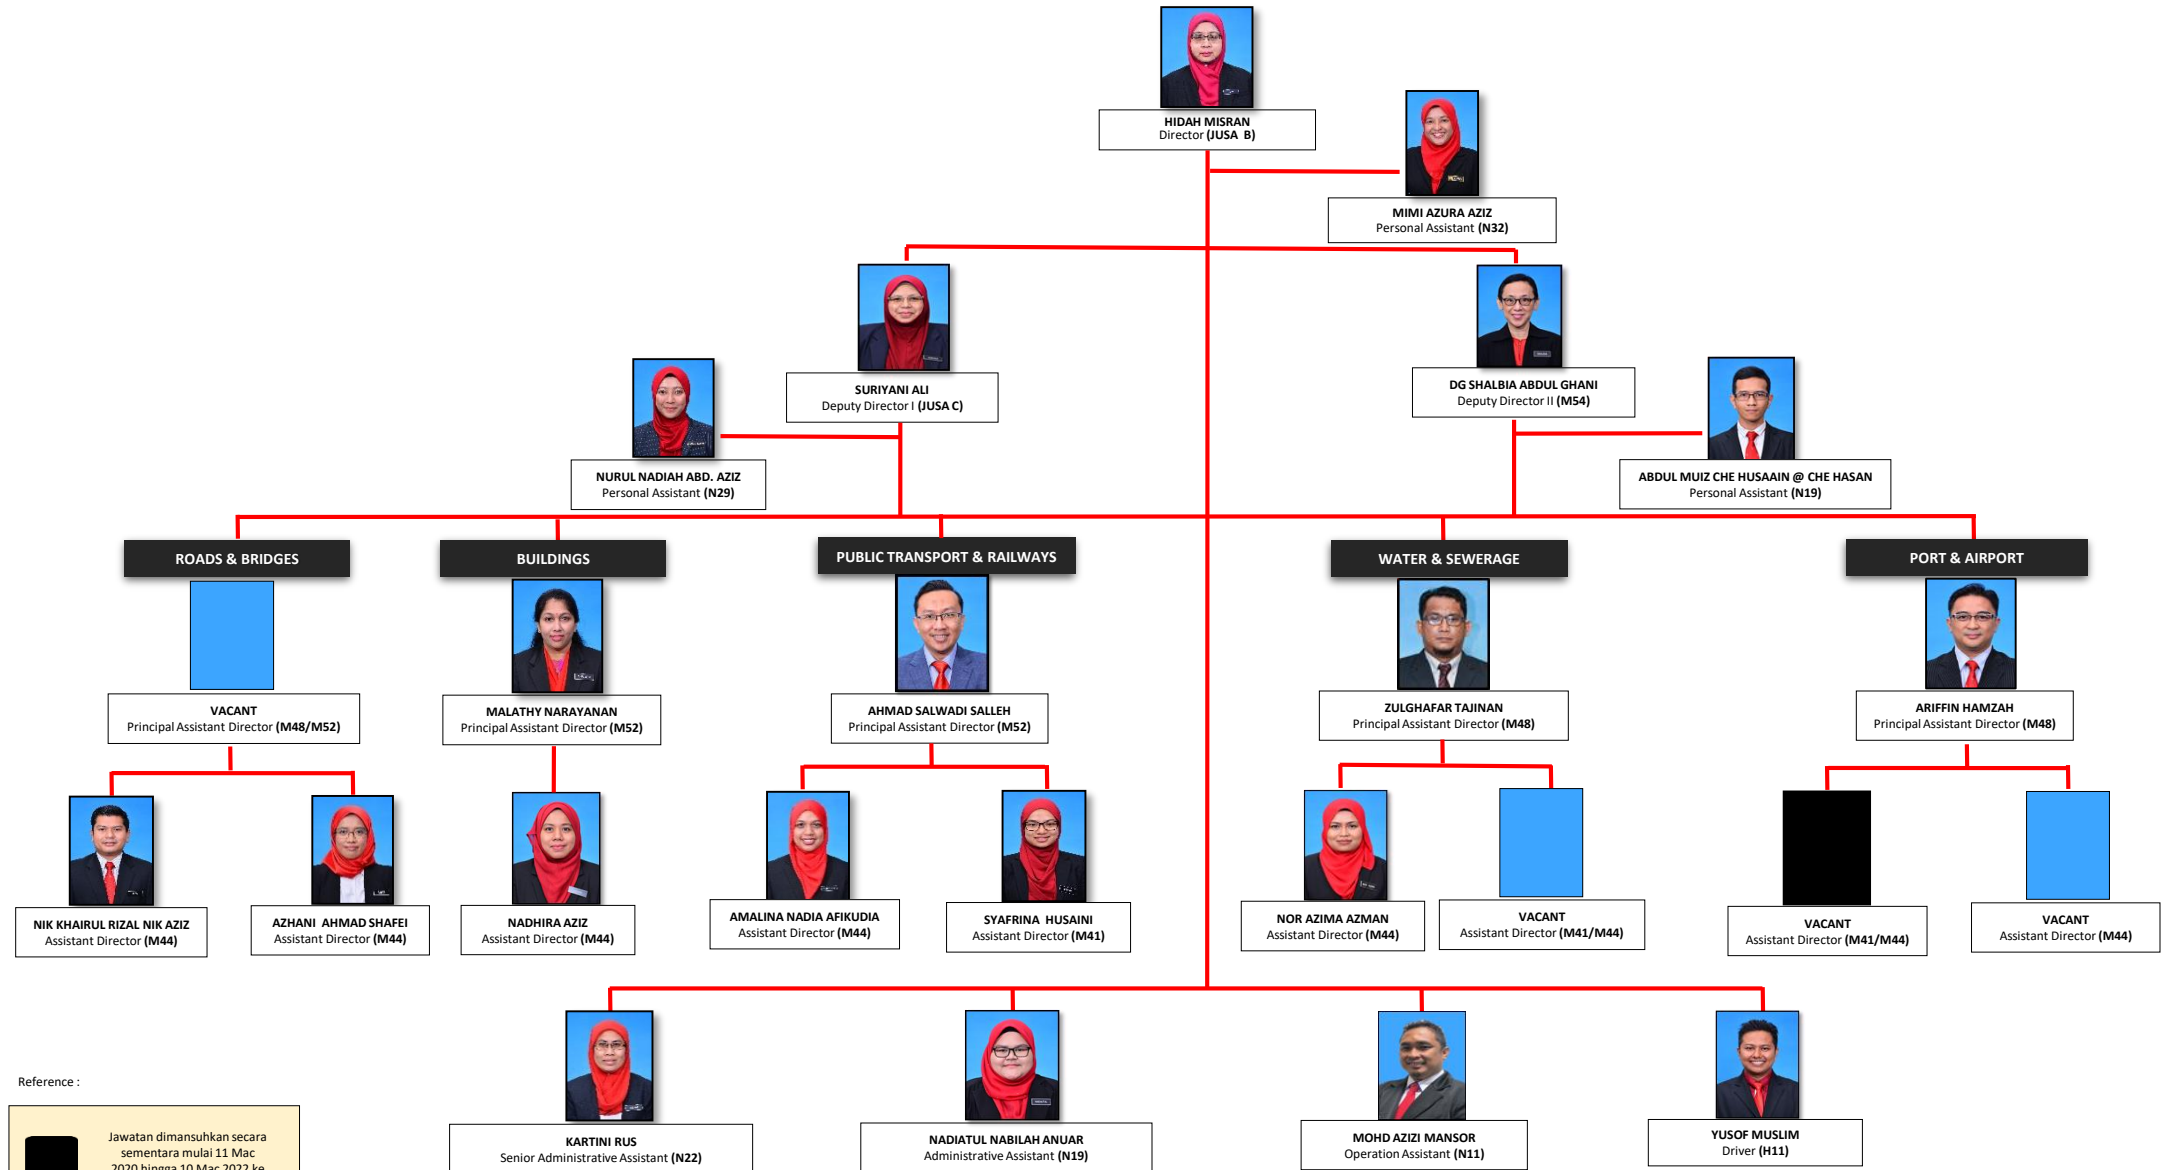 HIDAH MISRAN
Director (JUSA B)
MIMI AZURA AZIZ
Personal Assistant (N32)
SURIYANI ALI
Deputy Director I (JUSA C)
DG SHALBIA ABDUL GHANI
Deputy Director II (M54)
NURUL NADIAH ABD. AZIZ
Personal Assistant (N29)
ABDUL MUIZ CHE HUSAAIN @ CHE HASAN
Personal Assistant (N19)
ROADS & BRIDGES
BUILDINGS
PUBLIC TRANSPORT & RAILWAYS
WATER & SEWERAGE
PORT & AIRPORT
VACANT
Principal Assistant Director (M48/M52)
MALATHY NARAYANAN
Principal Assistant Director (M52)
AHMAD SALWADI SALLEH
Principal Assistant Director (M52)
ZULGHAFAR TAJINAN
Principal Assistant Director (M48)
ARIFFIN HAMZAH
Principal Assistant Director (M48)
NIK KHAIRUL RIZAL NIK AZIZ
Assistant Director (M44)
AZHANI AHMAD SHAFEI
Assistant Director (M44)
NADHIRA AZIZ
Assistant Director (M44)
AMALINA NADIA AFIKUDIA
Assistant Director (M44)
SYAFRINA HUSAINI
Assistant Director (M41)
NOR AZIMA AZMAN
Assistant Director (M44)
VACANT
Assistant Director (M41/M44)
VACANT
Assistant Director (M41/M44)
VACANT
Assistant Director (M44)
KARTINI RUS
Senior Administrative Assistant (N22)
NADIATUL NABILAH ANUAR
Administrative Assistant (N19)
MOHD AZIZI MANSOR
Operation Assistant (N11)
YUSOF MUSLIM
Driver (H11)
Reference :
Jawatan dimansuhkan secara
sementara mulai 11 Mac
2020 hingga 10 Mac 2022 ke